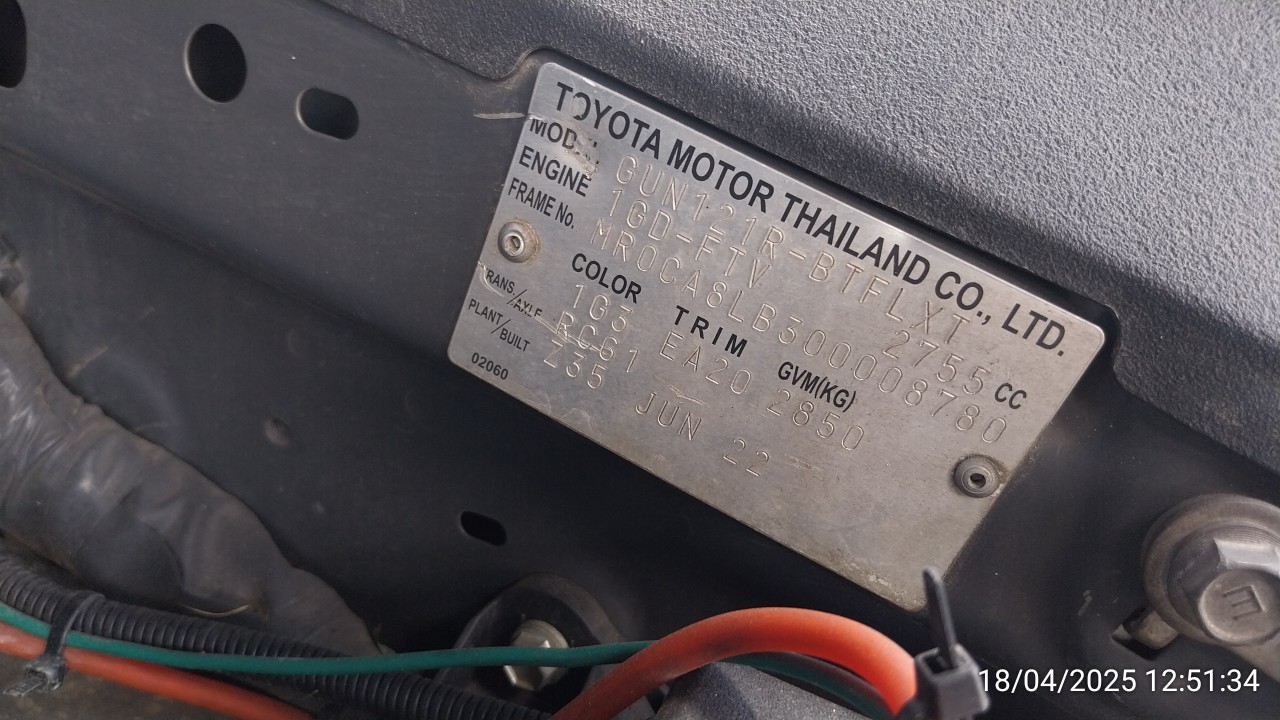 TOYOTA MOTOR THAILAND CO., LTD.
MODEL GUN121R-BTFLXT
ENGINE 1GD-FTV 2755 CC
FRAME No. MR0CA8LB300008780
COLOR TRIM GVM(KG)
1G3 EA20 2850
TRANS/AXLE RC61
PLANT/BUILT Z35 JUN 22
02060
E
18/04/2025 12:51:34